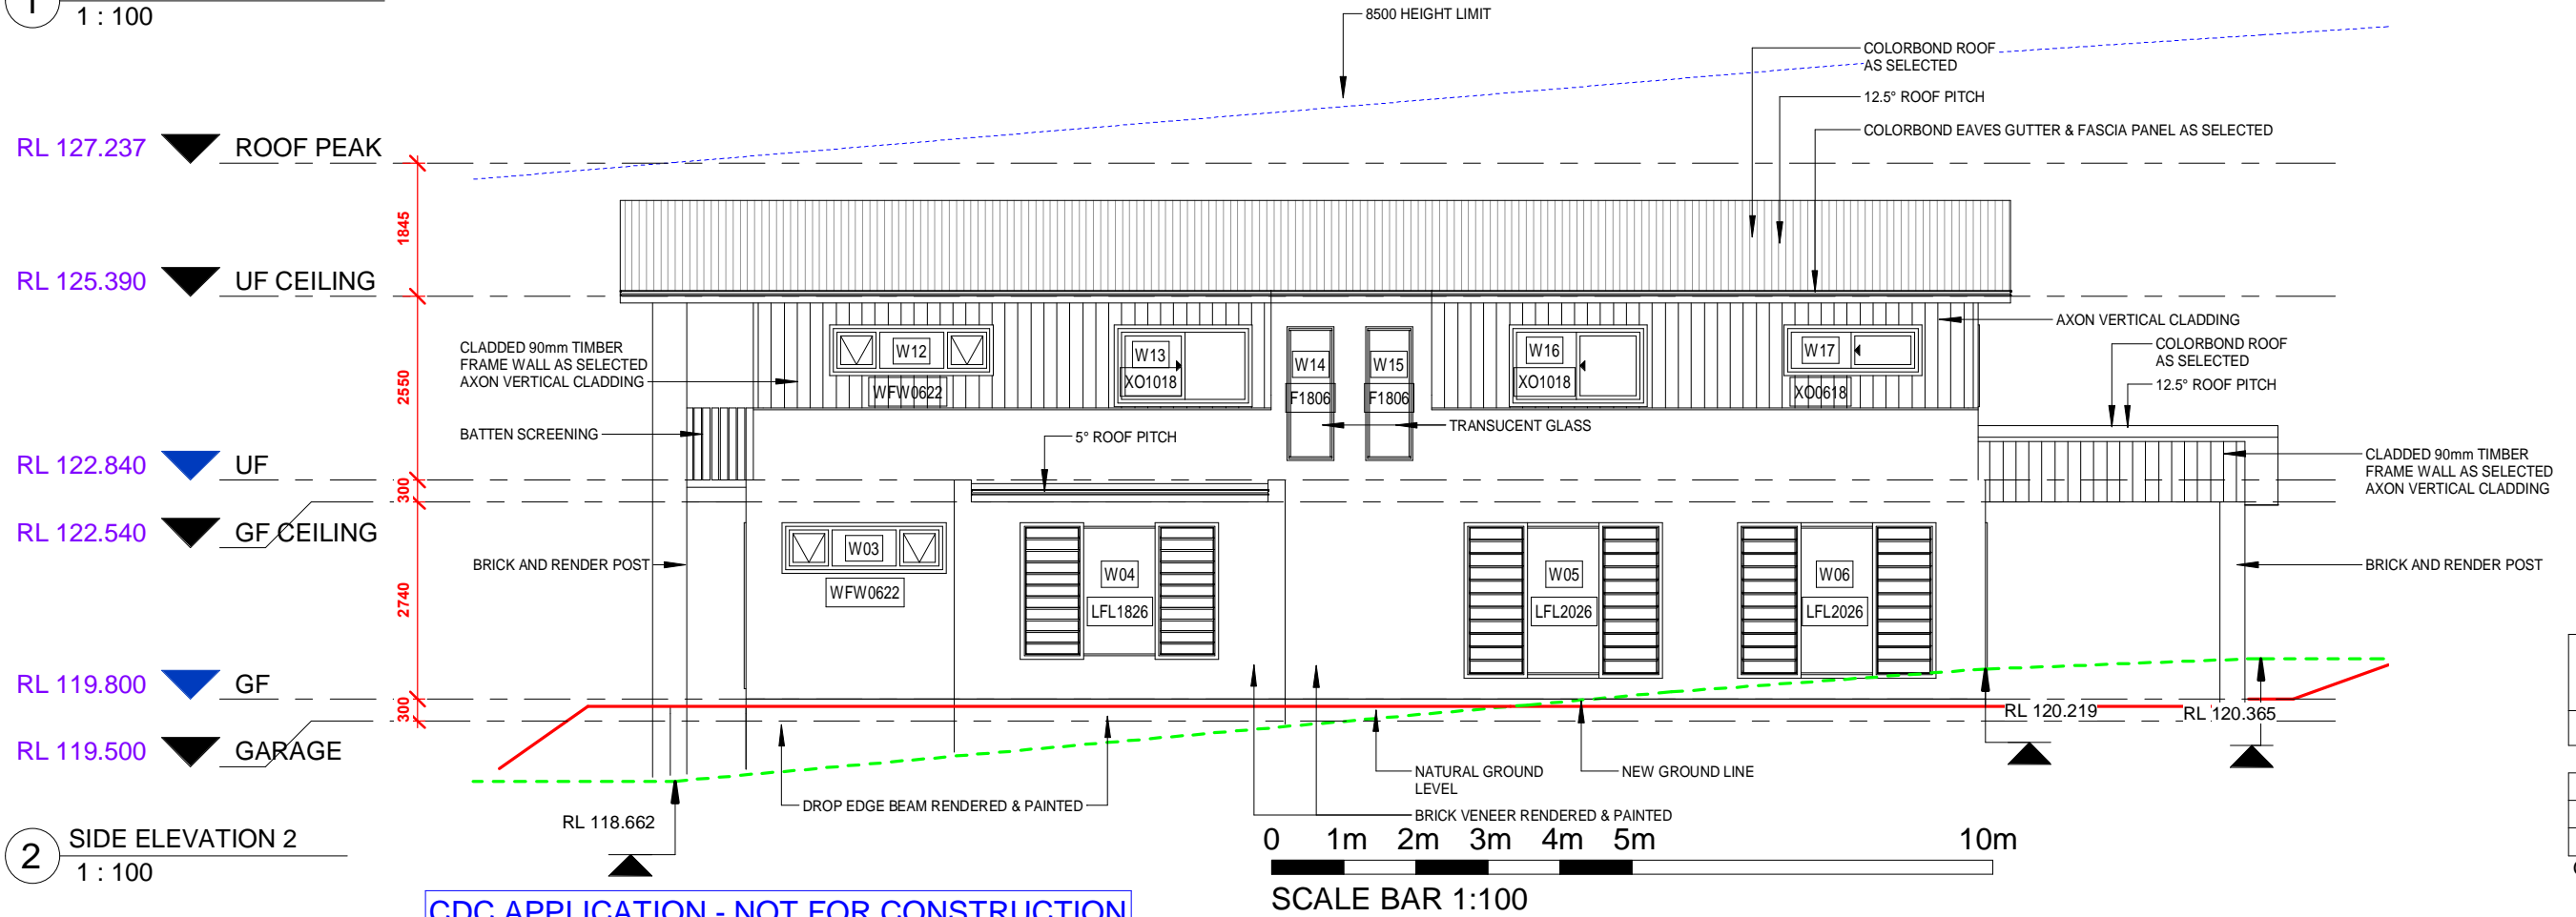 1
1 : 100
8500 HEIGHT LIMIT
COLORBOND ROOF
AS SELECTED
12.5° ROOF PITCH
COLORBOND EAVES GUTTER & FASCIA PANEL AS SELECTED
RL 127.237 ROOF PEAK
1845
RL 125.390 UF CEILING
AXON VERTICAL CLADDING
COLORBOND ROOF
AS SELECTED
12.5° ROOF PITCH
CLADDED 90mm TIMBER
FRAME WALL AS SELECTED
AXON VERTICAL CLADDING
W12
WFW0622
W13
XO1018
W14
F1806
W15
F1806
W16
XO1018
W17
XO0618
2550
BATTEN SCREENING
5° ROOF PITCH
TRANSUCENT GLASS
RL 122.840 UF
300
CLADDED 90mm TIMBER
FRAME WALL AS SELECTED
AXON VERTICAL CLADDING
RL 122.540 GF CEILING
BRICK AND RENDER POST
W03
WFW0622
W04
LFL1826
W05
LFL2026
W06
LFL2026
BRICK AND RENDER POST
2740
RL 119.800 GF
300
RL 120.219
RL 120.365
RL 119.500 GARAGE
NATURAL GROUND
LEVEL
NEW GROUND LINE
DROP EDGE BEAM RENDERED & PAINTED
BRICK VENEER RENDERED & PAINTED
RL 118.662
2
SIDE ELEVATION 2
1 : 100
0 1m 2m 3m 4m 5m 10m
SCALE BAR 1:100
CDC APPLICATION - NOT FOR CONSTRUCTION